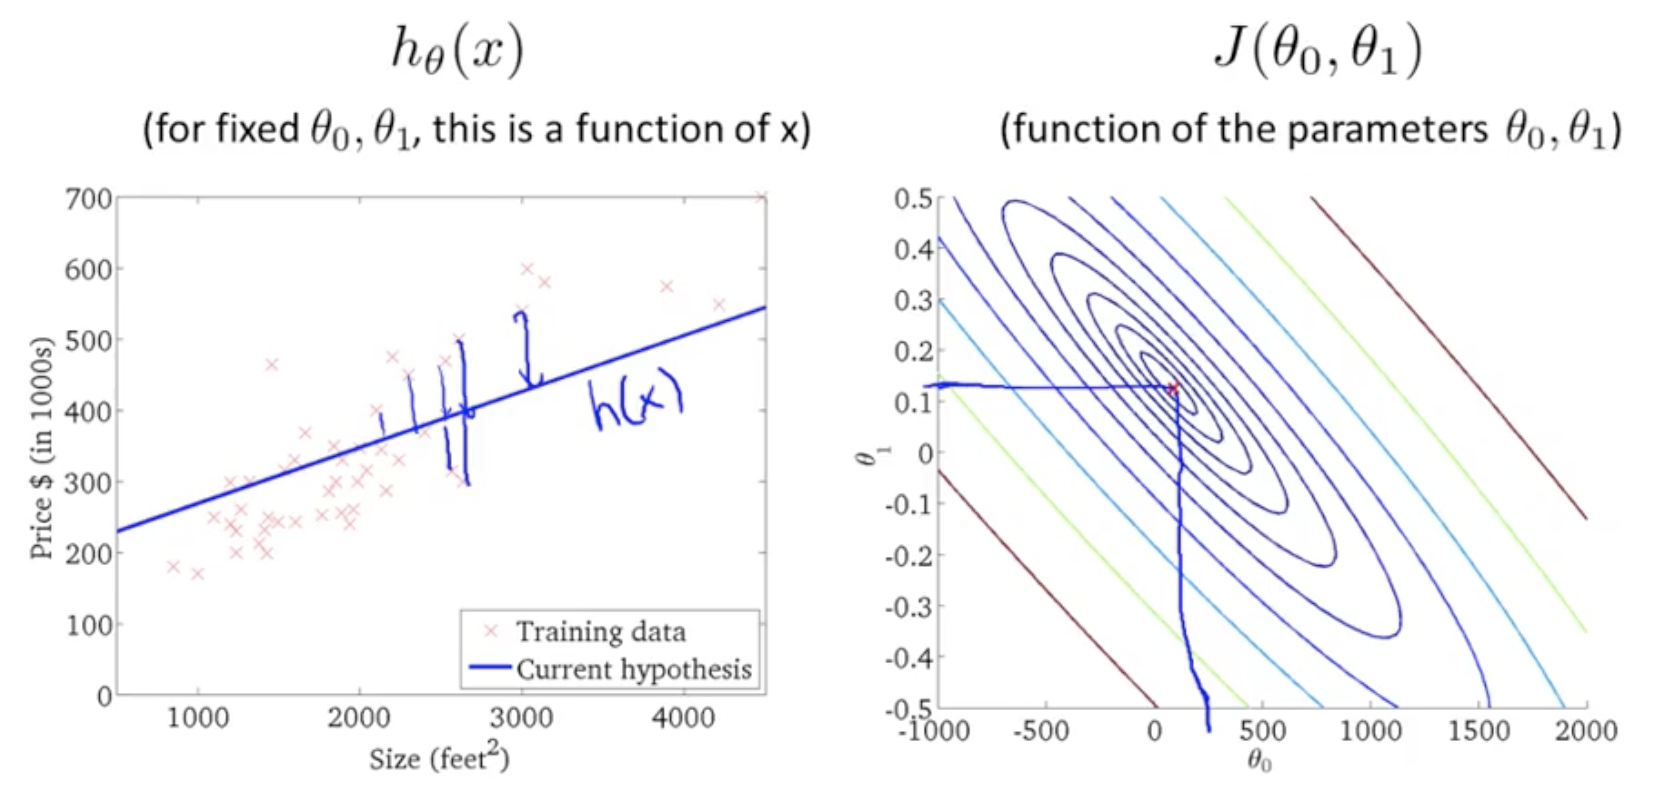 h_θ(x)
(for fixed θ₀, θ₁, this is a function of x)
700
600
500
400
300
200
100
0
Price $ (in 1000s)
1000 2000 3000 4000
Size (feet²)
h(x)
Training data
Current hypothesis
J(θ₀, θ₁)
(function of the parameters θ₀, θ₁)
0.5
0.4
0.3
0.2
0.1
0
-0.1
-0.2
-0.3
-0.4
-0.5
θ₁
-1000 -500 0 500 1000 1500 2000
θ₀